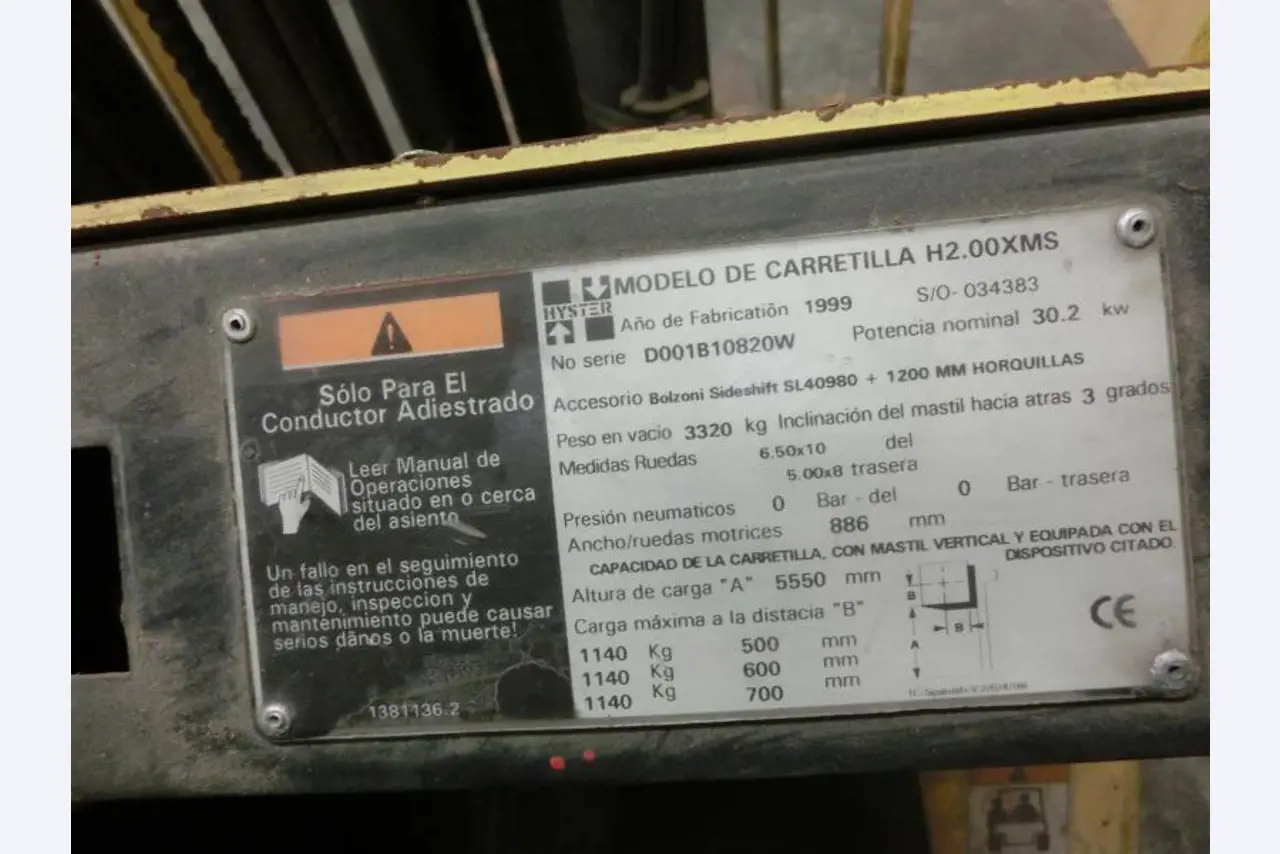 Sólo Para El
Conductor Adiestrado
Leer Manual de
Operaciones
situado en o cerca
del asiento
Un fallo en el seguimiento
de las instrucciones de
manejo, inspeccion y
mantenimiento puede causar
serios dãnos o la muerte!
1381136 2
HYSTER
MODELO DE CARRETILLA H2.00XMS
Año de Fabricatiõn 1999 S/O- 034383
No serie D001B10820W Potencia nominal 30.2 kw
Accesorio Bolzoni Sideshift SL40980 + 1200 MM HORQUILLAS
Peso en vacio 3320 kg Inclinación del mastil hacia atras 3 grados
Medidas Ruedas 6.50x10 del
5.00x8 trasera
Presión neumaticos 0 Bar - del 0 Bar - trasera
Ancho/ruedas motrices 886 mm
CAPACIDAD DE LA CARRETILLA, CON MASTIL VERTICAL Y EQUIPADA CON EL
DISPOSITIVO CITADO.
Altura de carga "A" 5550 mm
Carga máxima a la distacia "B"
1140 Kg 500 mm
1140 Kg 600 mm
1140 Kg 700 mm
B
B
A
CE